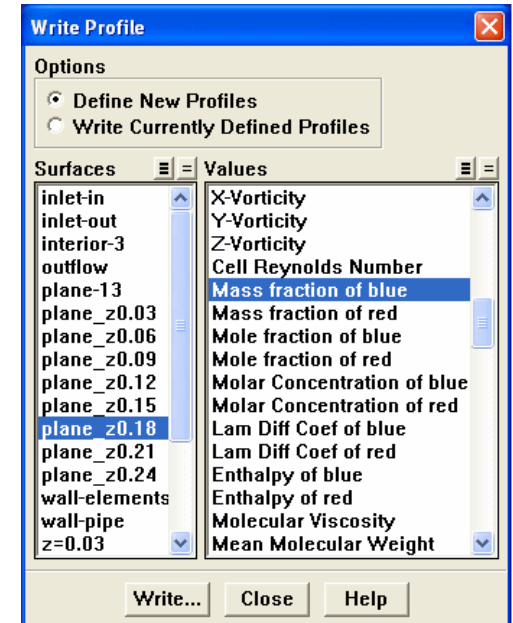 Write Profile
Options
Define New Profiles
Write Currently Defined Profiles
Surfaces
inlet-in
inlet-out
interior-3
outflow
plane-13
plane_z0.03
plane_z0.06
plane_z0.09
plane_z0.12
plane_z0.15
plane_z0.18
plane_z0.21
plane_z0.24
wall-elements
wall-pipe
z=0.03
Values
X-Vorticity
Y-Vorticity
Z-Vorticity
Cell Reynolds Number
Mass fraction of blue
Mass fraction of red
Mole fraction of blue
Mole fraction of red
Molar Concentration of blue
Molar Concentration of red
Lam Diff Coef of blue
Lam Diff Coef of red
Enthalpy of blue
Enthalpy of red
Molecular Viscosity
Mean Molecular Weight
Write... Close Help